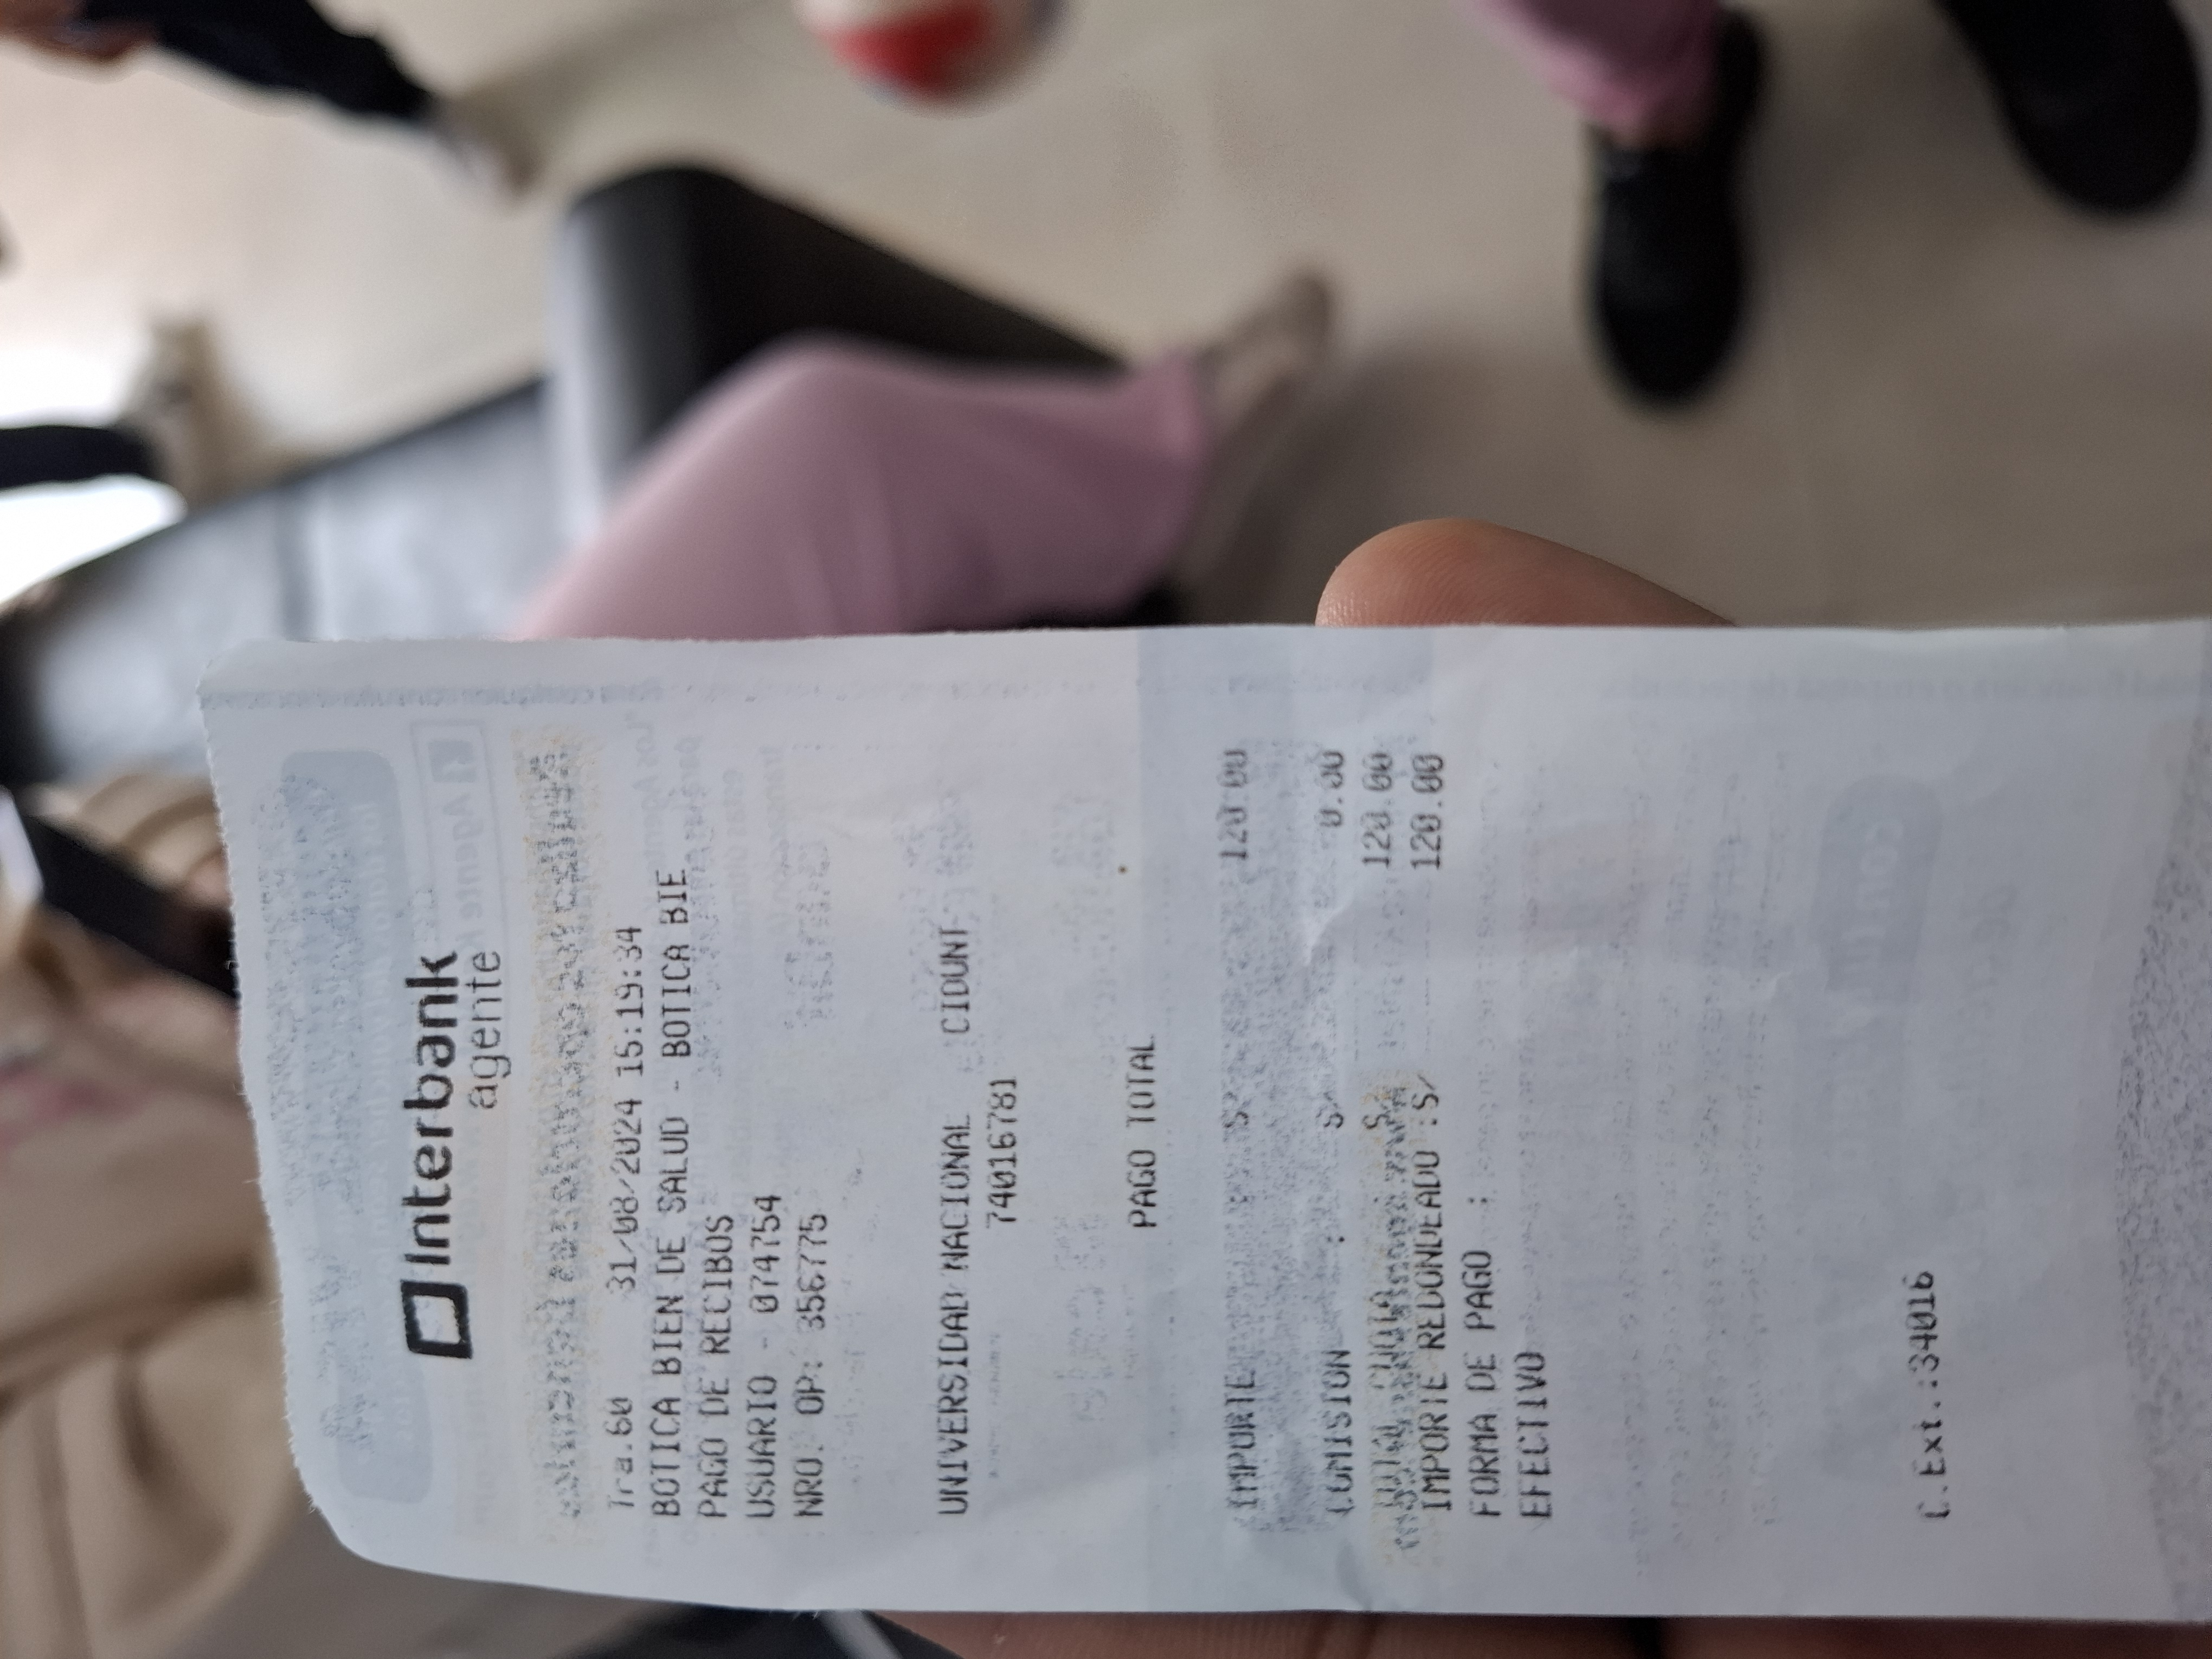 Interbank
agente
Tra.60 31/08/2024 15:19:34
BOTICA BIEN DE SALUD - BOTICA BIE
PAGO DE RECIBOS
USUARIO - 074754
NRO. OP: 356775
UNIVERSIDAD NACIONAL CIDUNT
74016781
PAGO TOTAL
IMPORTE S/ 120.00
COMISION : S/ 0.00
S/ 120.00
IMPORTE REDONDEADO :S/ 120.00
FORMA DE PAGO :
EFECTIVO
C.Ext.:34016